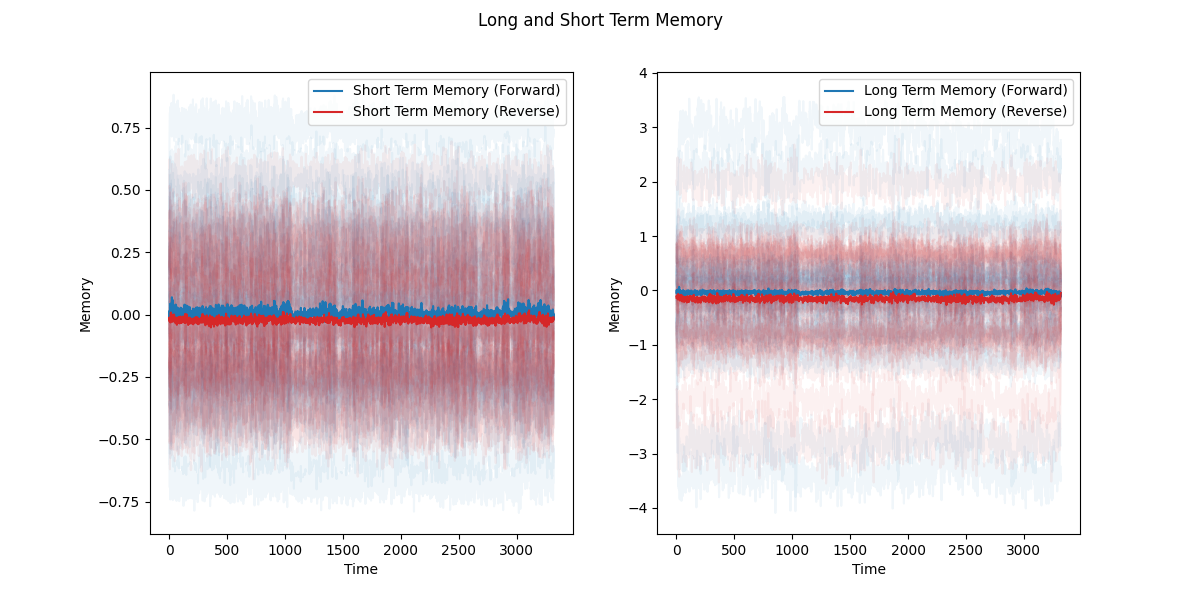 Long and Short Term Memory
Short Term Memory (Forward)
Short Term Memory (Reverse)
0.75
0.50
0.25
0.00
−0.25
−0.50
−0.75
Memory
0 500 1000 1500 2000 2500 3000
Time
Long Term Memory (Forward)
Long Term Memory (Reverse)
4
3
2
1
0
−1
−2
−3
−4
Memory
0 500 1000 1500 2000 2500 3000
Time